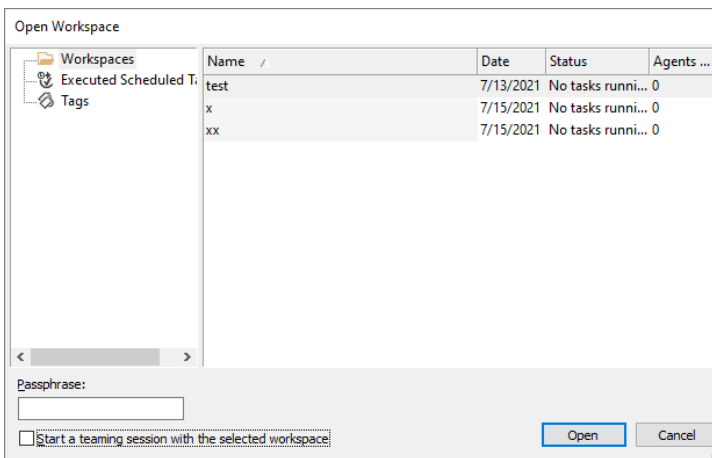 Open Workspace
Workspaces
Executed Scheduled Ta
Tags
Name Date Status Agents ...
test 7/13/2021 No tasks runni... 0
x 7/15/2021 No tasks runni... 0
xx 7/15/2021 No tasks runni... 0
Passphrase:
Start a teaming session with the selected workspace
Open Cancel